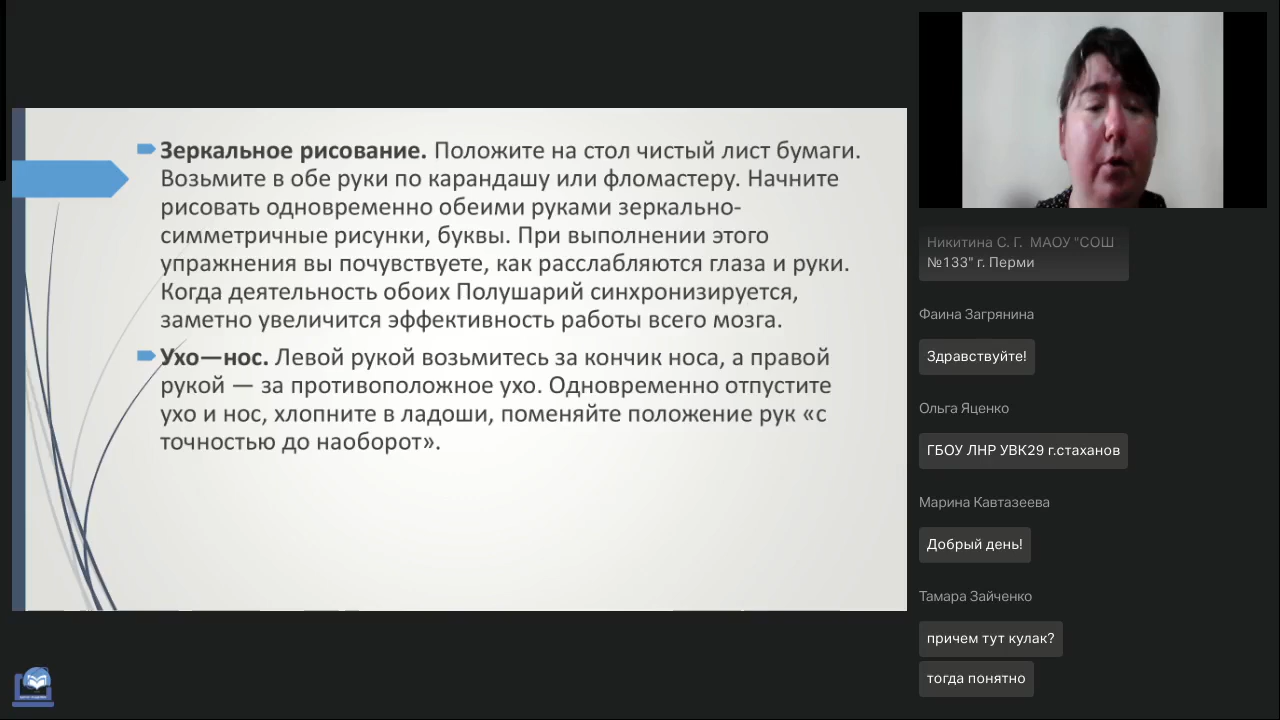 Зеркальное рисование. Положите на стол чистый лист бумаги.
Возьмите в обе руки по карандашу или фломастеру. Начните
рисовать одновременно обеими руками зеркально-
симметричные рисунки, буквы. При выполнении этого
упражнения вы почувствуете, как расслабляются глаза и руки.
Когда деятельность обоих Полушарий синхронизируется,
заметно увеличится эффективность работы всего мозга.
Ухо—нос. Левой рукой возьмитесь за кончик носа, а правой
рукой — за противоположное ухо. Одновременно отпустите
ухо и нос, хлопните в ладоши, поменяйте положение рук «с
точностью до наоборот».
Никитина С. Г. МАОУ "СОШ
№133" г. Перми
Фаина Загрянина
Здравствуйте!
Ольга Яценко
ГБОУ ЛНР УВК29 г.стаханов
Марина Кавтазеева
Добрый день!
Тамара Зайченко
причем тут кулак?
тогда понятно